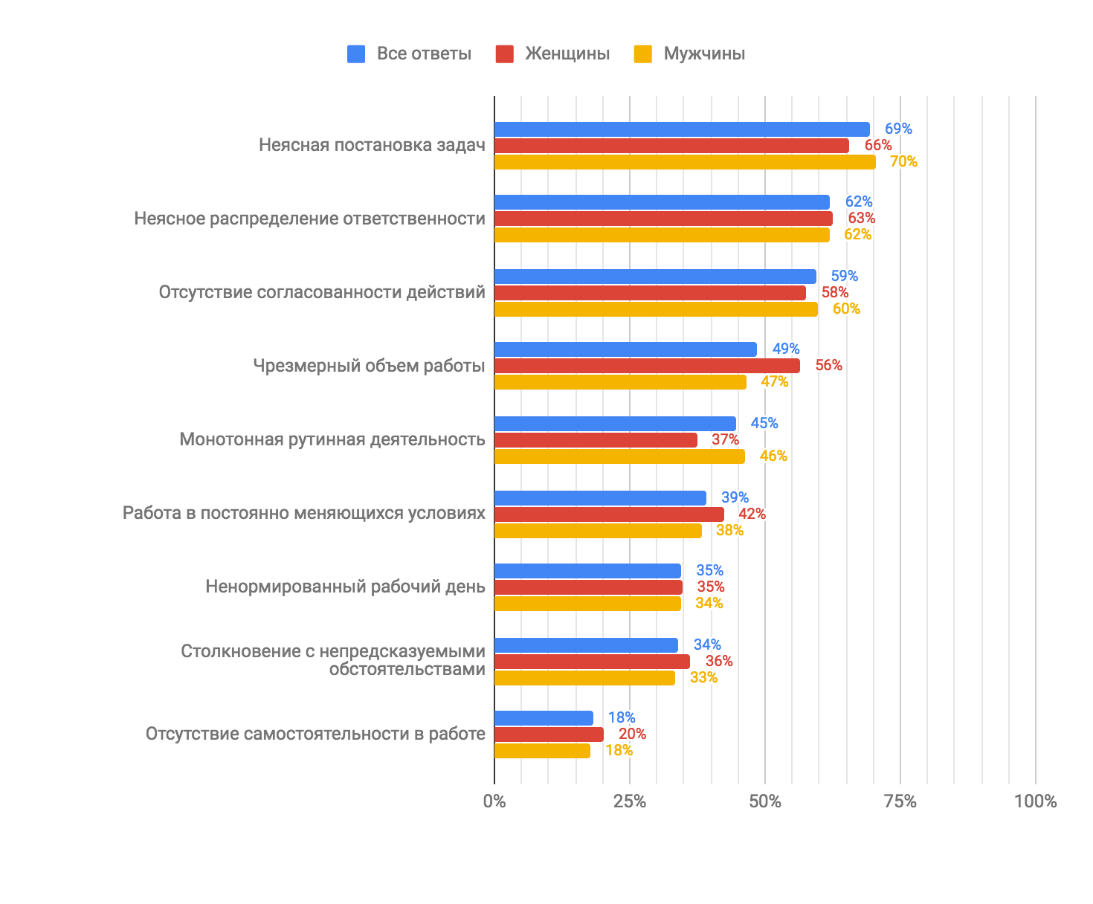 Все ответы Женщины Мужчины
Неясная постановка задач 69% 66% 70%
Неясное распределение ответственности 62% 63% 62%
Отсутствие согласованности действий 59% 58% 60%
Чрезмерный объем работы 49% 56% 47%
Монотонная рутинная деятельность 45% 37% 46%
Работа в постоянно меняющихся условиях 39% 42% 38%
Ненормированный рабочий день 35% 35% 34%
Столкновение с непредсказуемыми
обстоятельствами 34% 36% 33%
Отсутствие самостоятельности в работе 18% 20% 18%
0% 25% 50% 75% 100%